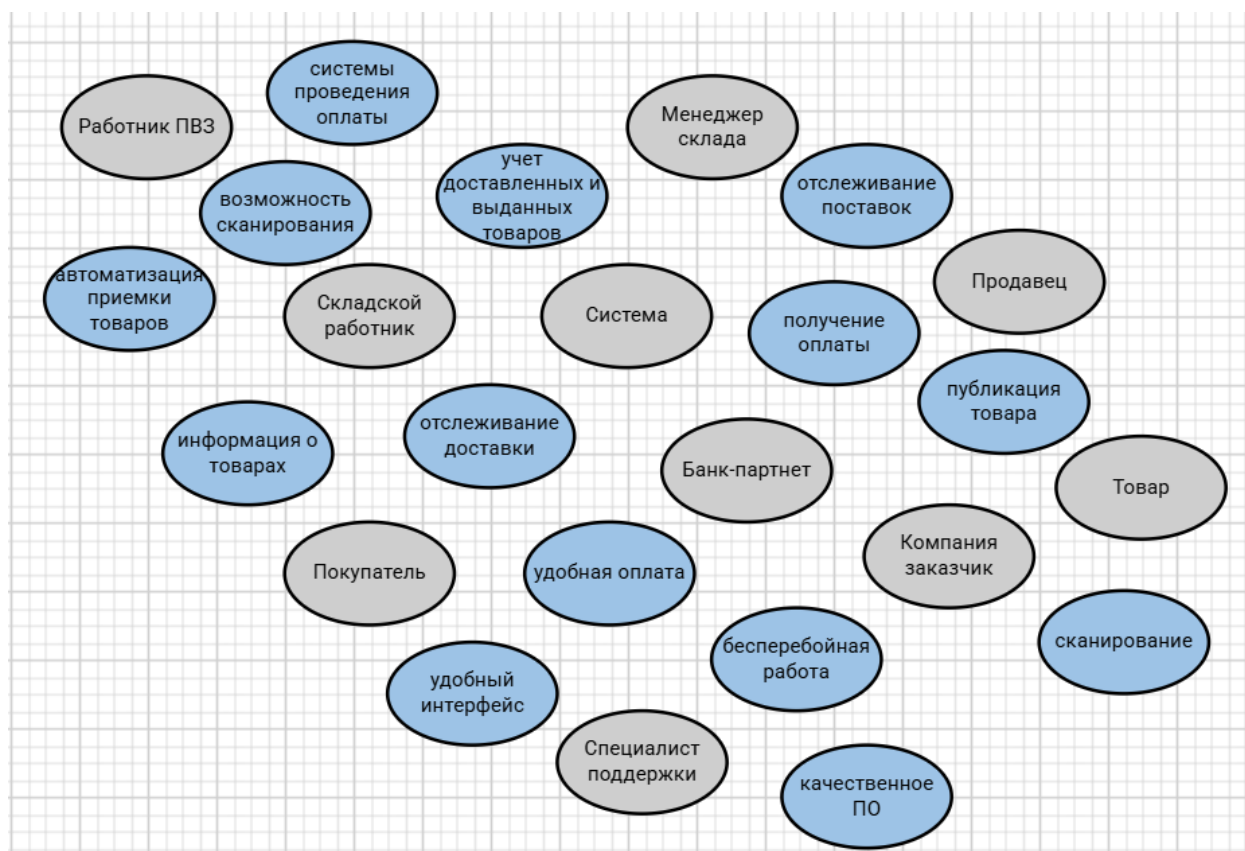 системы
проведения
оплаты
Работник ПВЗ
Менеджер
склада
учет
доставленных и
выданных
товаров
отслеживание
поставок
возможность
сканирования
автоматизация
приемки
товаров
Складской
работник
Система
Продавец
получение
оплаты
публикация
товара
информация о
товарах
отслеживание
доставки
Банк-партнет
Товар
Покупатель
удобная оплата
Компания
заказчик
бесперебойная
работа
сканирование
удобный
интерфейс
Специалист
поддержки
качественное
ПО